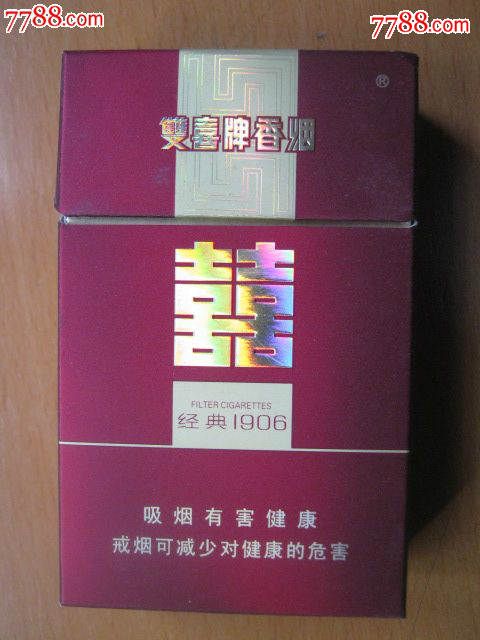 7788.com 7788.com
®
雙喜牌香烟
囍
FILTER CIGARETTES
经典1906
吸烟有害健康
戒烟可减少对健康的危害